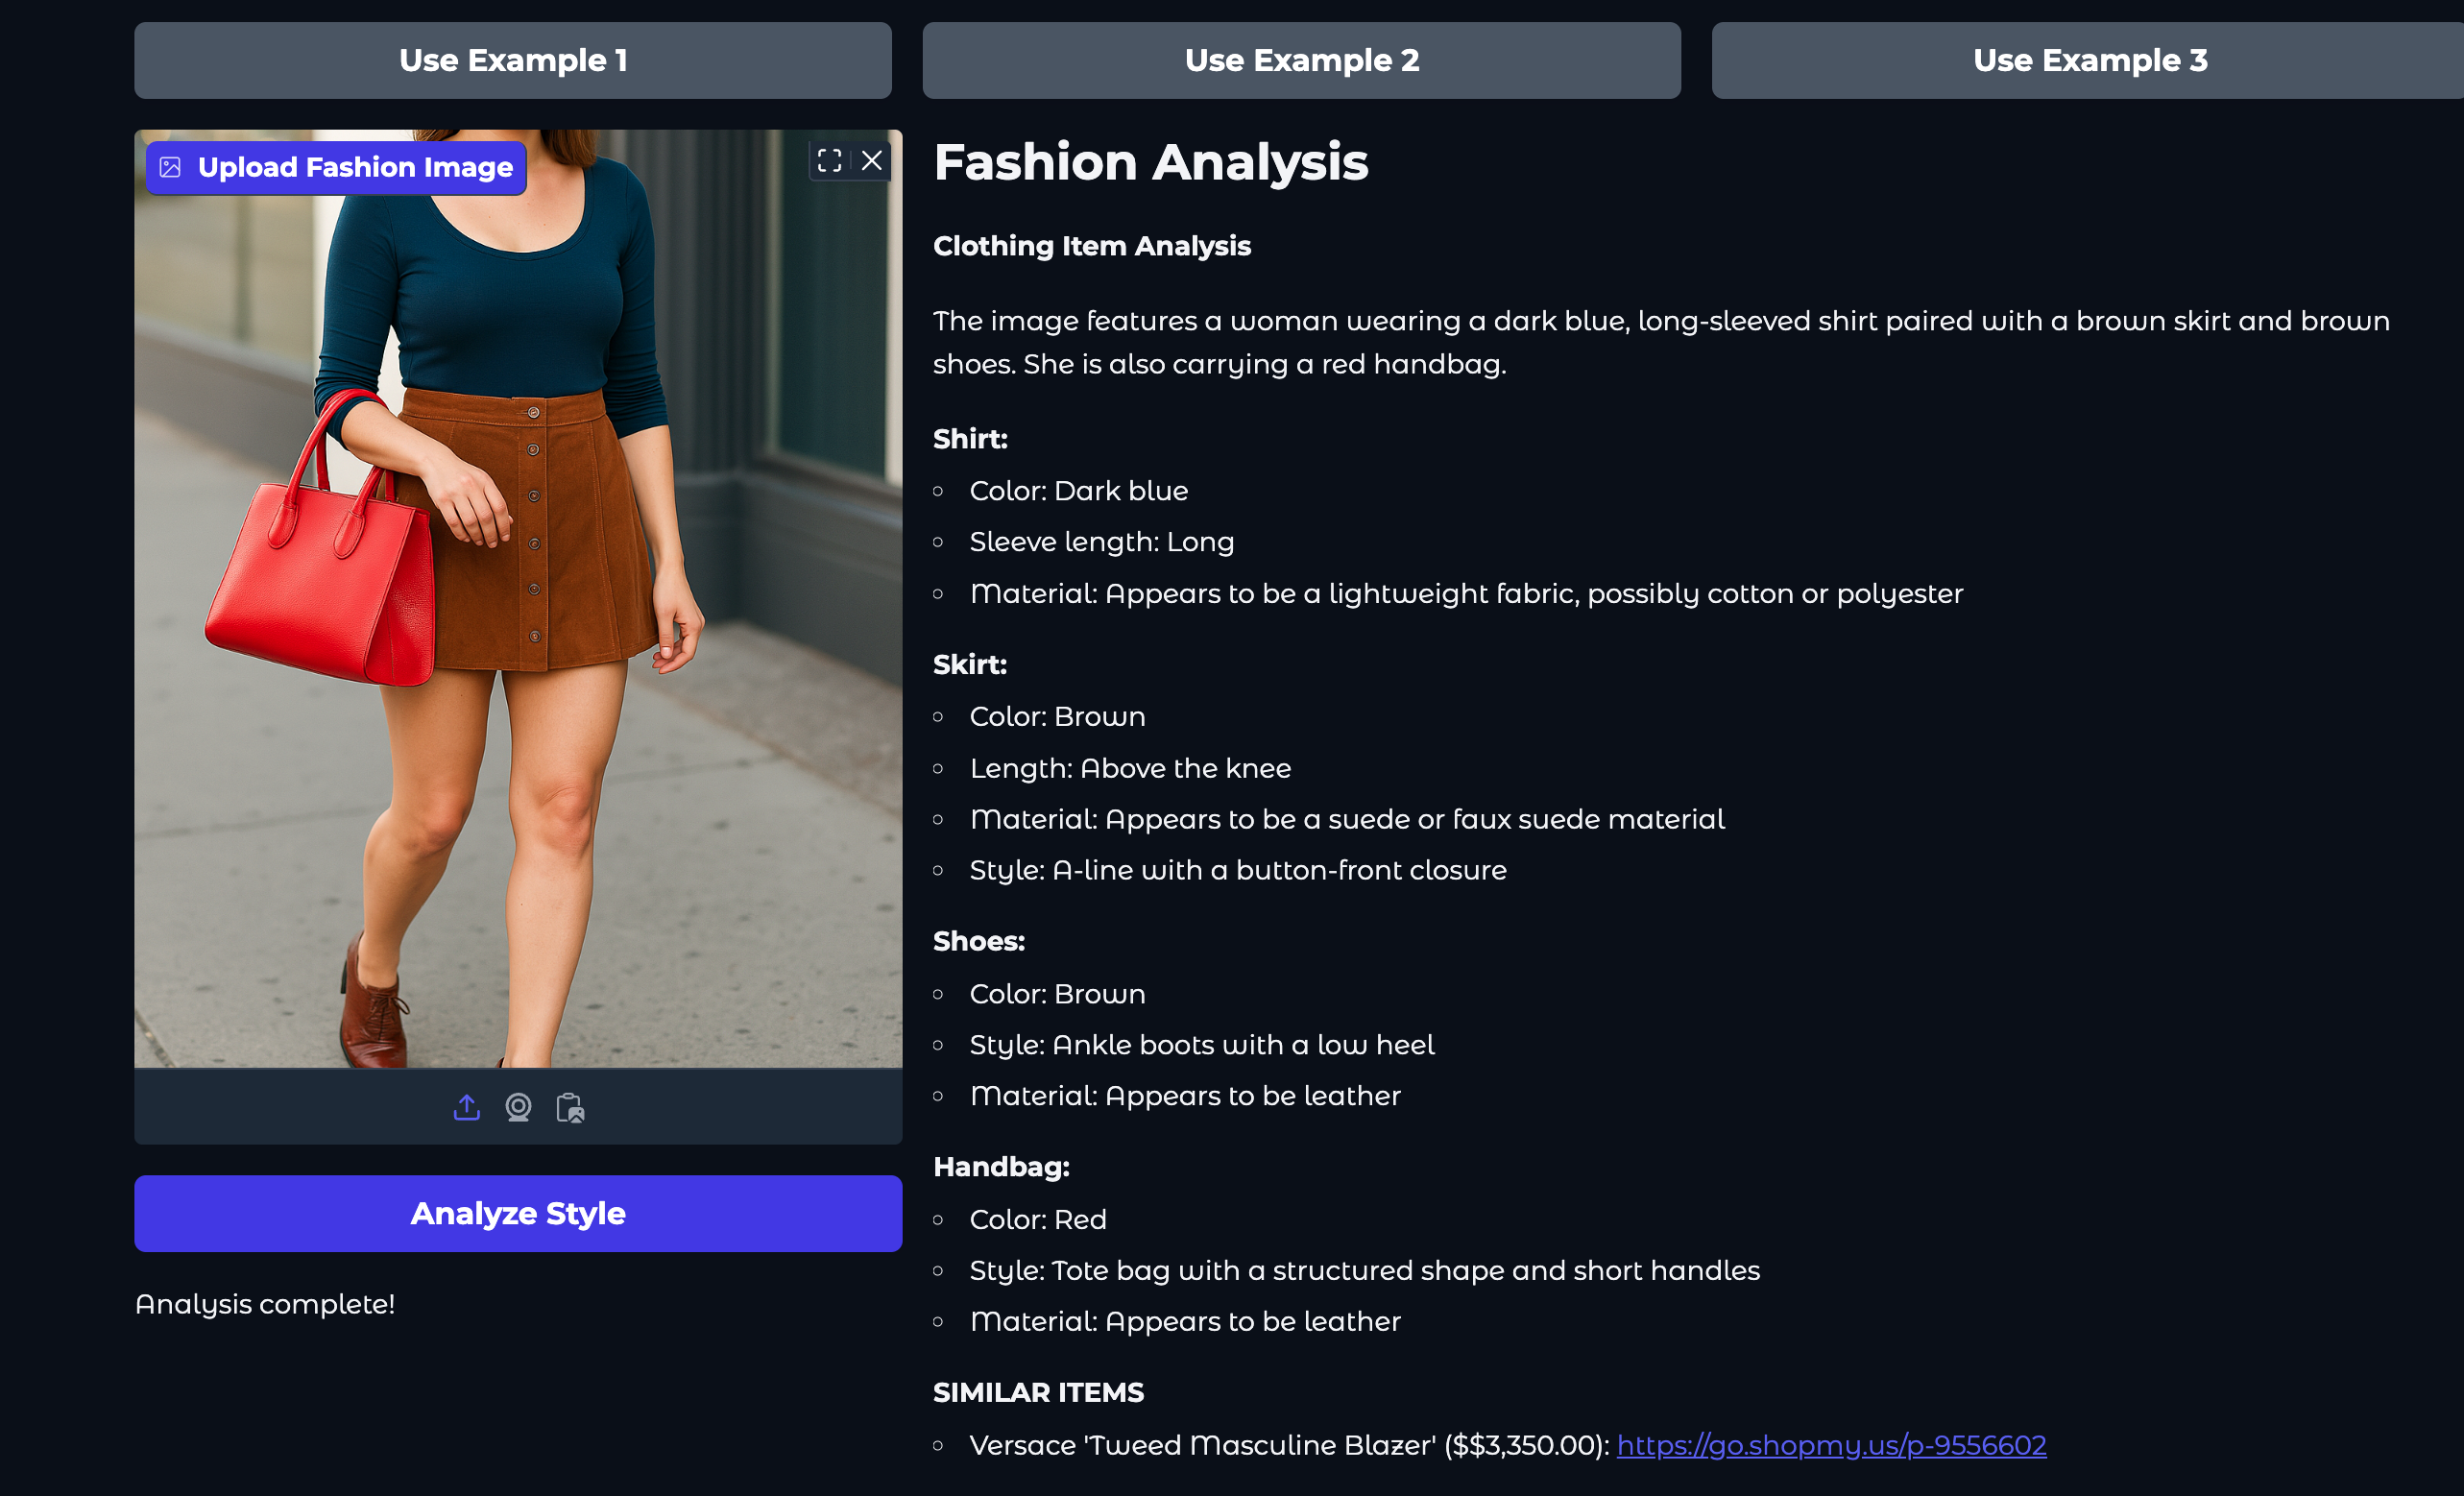 Use Example 1
Use Example 2
Use Example 3
Upload Fashion Image
Fashion Analysis
Clothing Item Analysis
The image features a woman wearing a dark blue, long-sleeved shirt paired with a brown skirt and brown
shoes. She is also carrying a red handbag.
Shirt:
Color: Dark blue
Sleeve length: Long
Material: Appears to be a lightweight fabric, possibly cotton or polyester
Skirt:
Color: Brown
Length: Above the knee
Material: Appears to be a suede or faux suede material
Style: A-line with a button-front closure
Shoes:
Color: Brown
Style: Ankle boots with a low heel
Material: Appears to be leather
Handbag:
Color: Red
Style: Tote bag with a structured shape and short handles
Material: Appears to be leather
SIMILAR ITEMS
Versace 'Tweed Masculine Blazer' ($$3,350.00): https://go.shopmy.us/p-9556602
Analyze Style
Analysis complete!